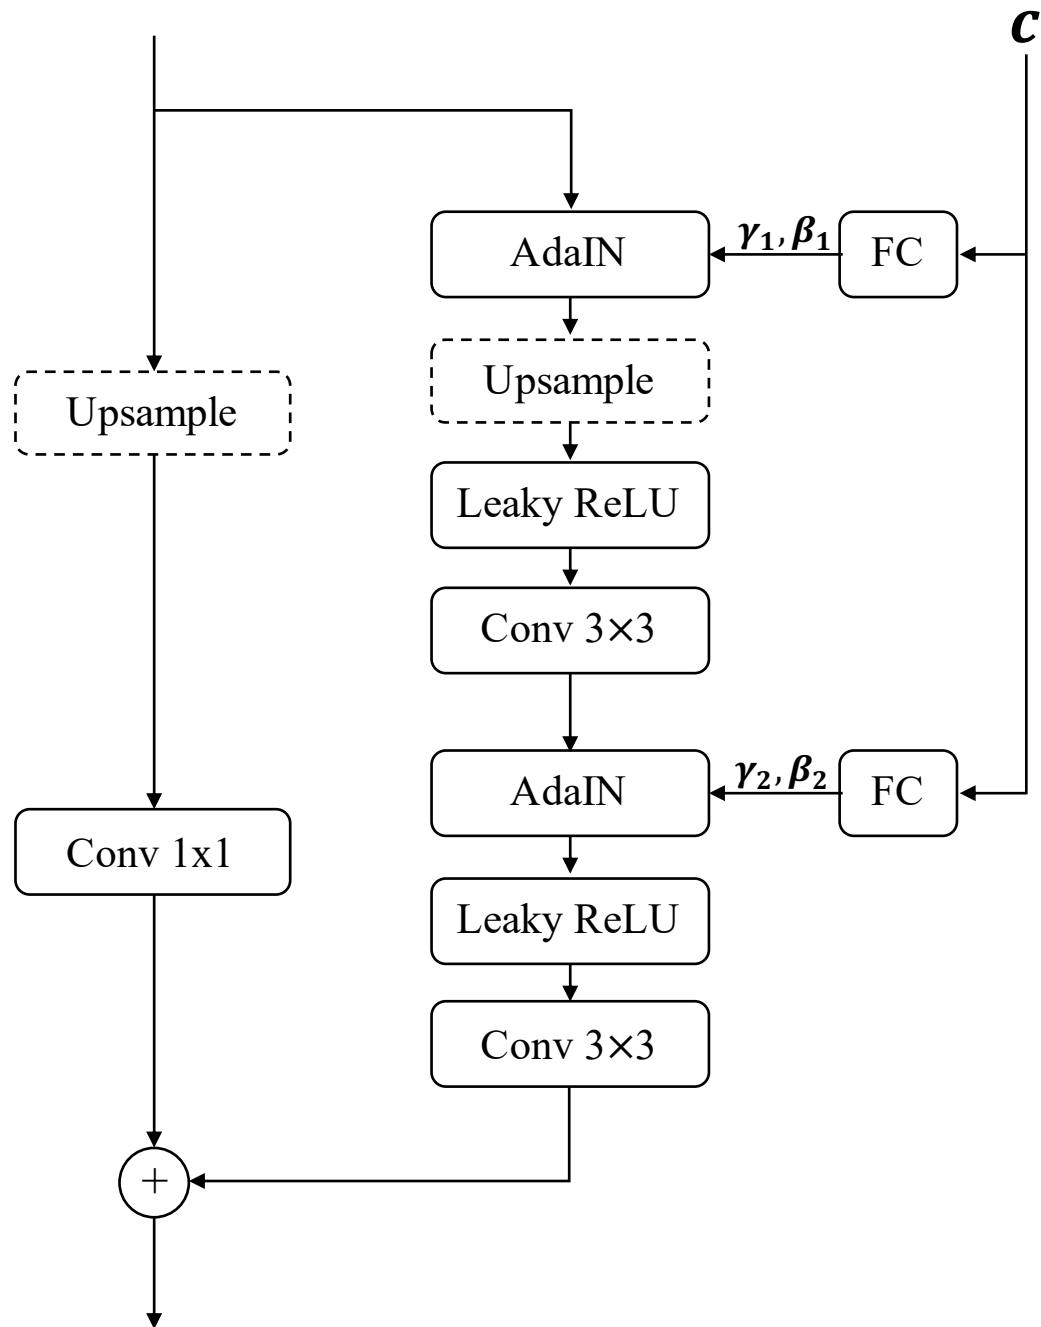 c
AdaIN
γ₁, β₁
FC
Upsample
Upsample
Leaky ReLU
Conv 3×3
AdaIN
γ₂, β₂
FC
Conv 1x1
Leaky ReLU
Conv 3×3
+